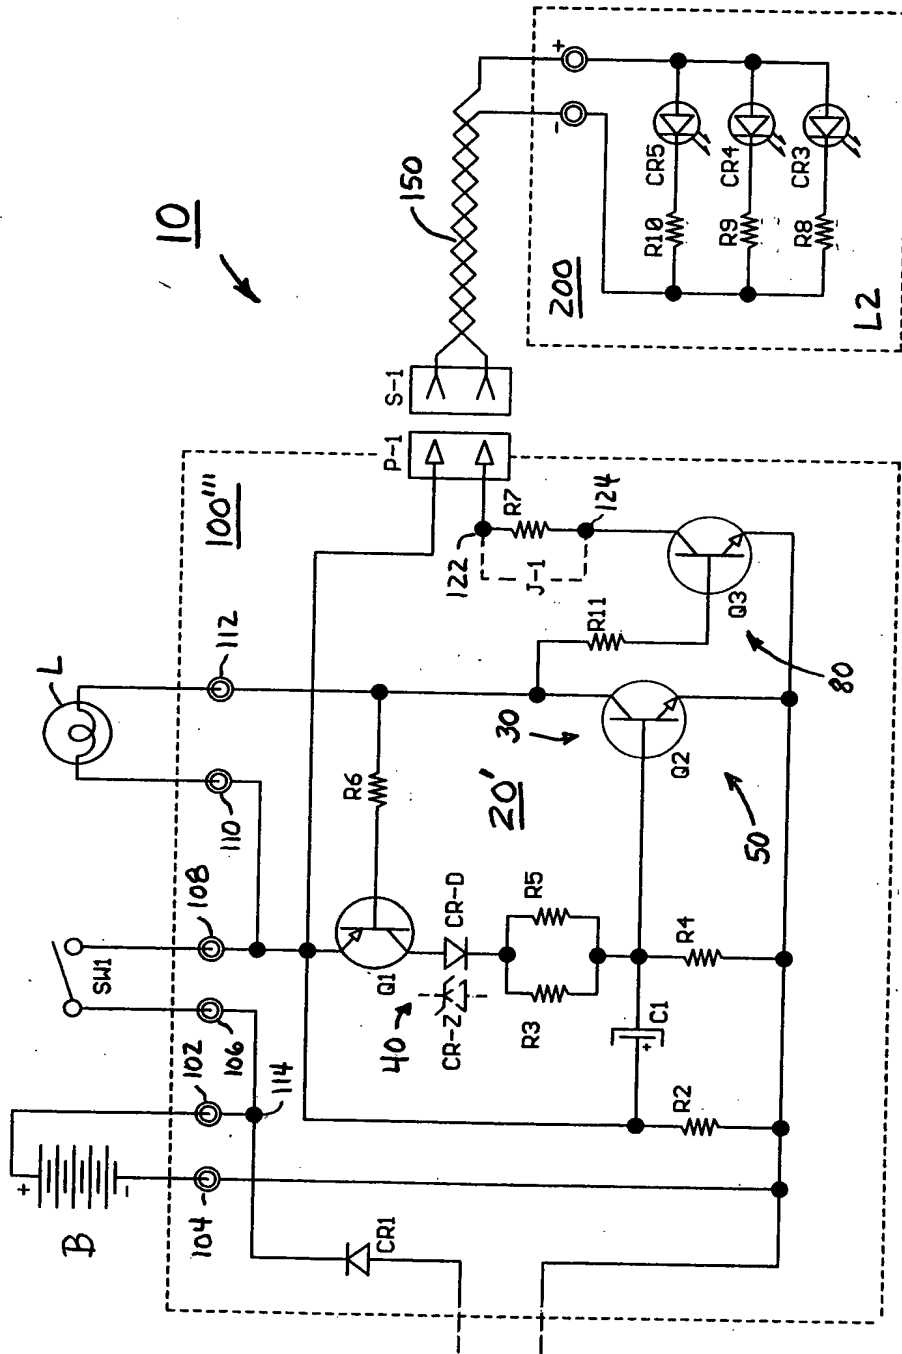 10
B
+
-
SW1
L
102
104
106
108
110
112
114
100'''
CR1
Q1
R6
20'
30
40
CR-Z
CR-D
R3
R5
C1
+
R2
R4
Q2
50
R11
Q3
80
122
R7
124
J-1
P-1
S-1
150
+
-
200
CR5
R10
CR4
R9
CR3
R8
L2